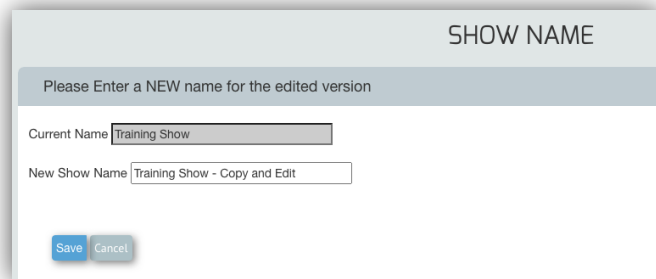 SHOW NAME
Please Enter a NEW name for the edited version
Current Name Training Show
New Show Name Training Show - Copy and Edit
Save Cancel